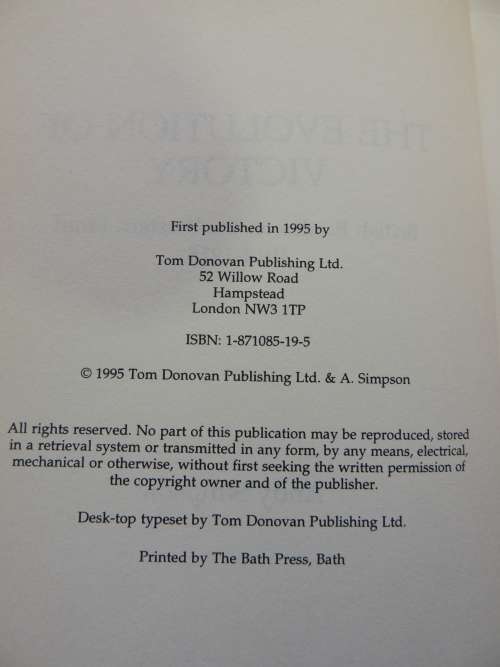 THE EVOLUTION OF
VICTORY
First published in 1995 by
Tom Donovan Publishing Ltd.
52 Willow Road
Hampstead
London NW3 1TP
ISBN: 1-871085-19-5
© 1995 Tom Donovan Publishing Ltd. & A. Simpson
All rights reserved. No part of this publication may be reproduced, stored
in a retrieval system or transmitted in any form, by any means, electrical,
mechanical or otherwise, without first seeking the written permission of
the copyright owner and of the publisher.
Desk-top typeset by Tom Donovan Publishing Ltd.
Printed by The Bath Press, Bath